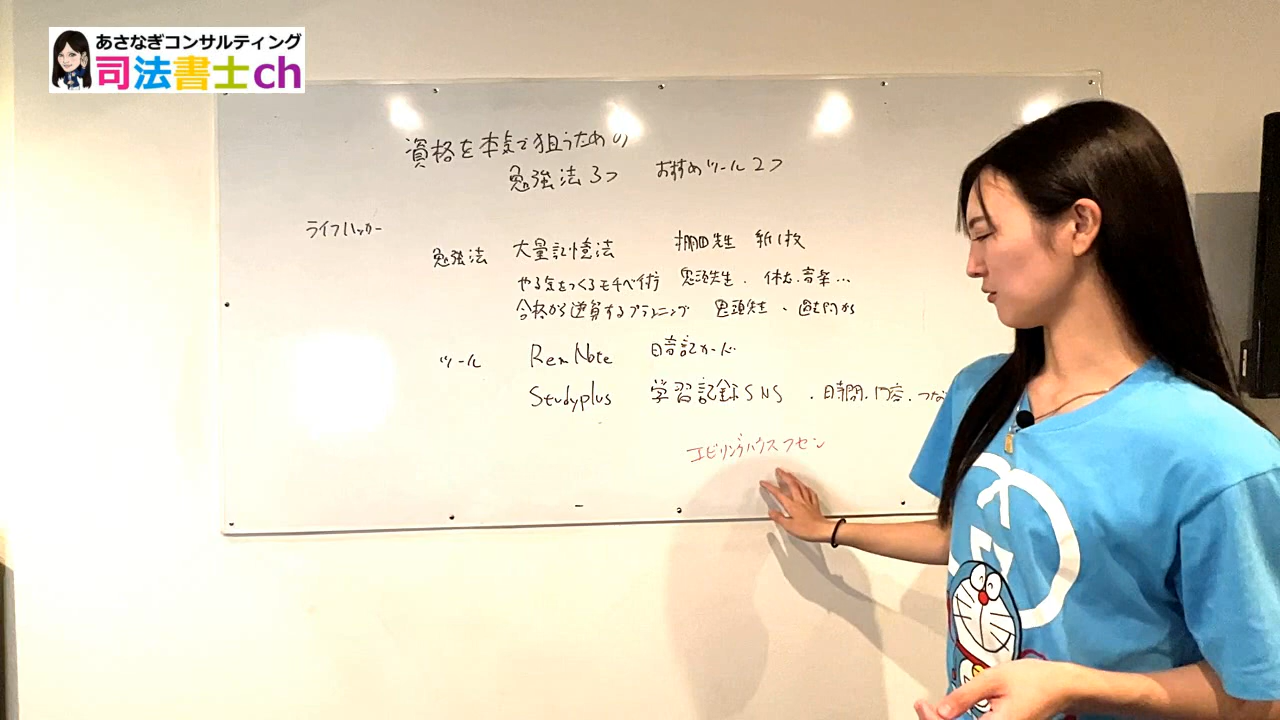 あさなぎコンサルティング
司法書士ch
資格を本気で狙うための
勉強法3つ おすすめツール2つ
ライフハッカー
勉強法 大量記憶法 棚田先生 新1枚
やる気をつくるモチベ術 先生・休む・音楽…
合格から逆算するプランニング 鬼頭先生・過去問から
ツール RemNote 暗記カード
Studyplus 学習記録SNS ・時間・内容・つな
エビングハウスフセン